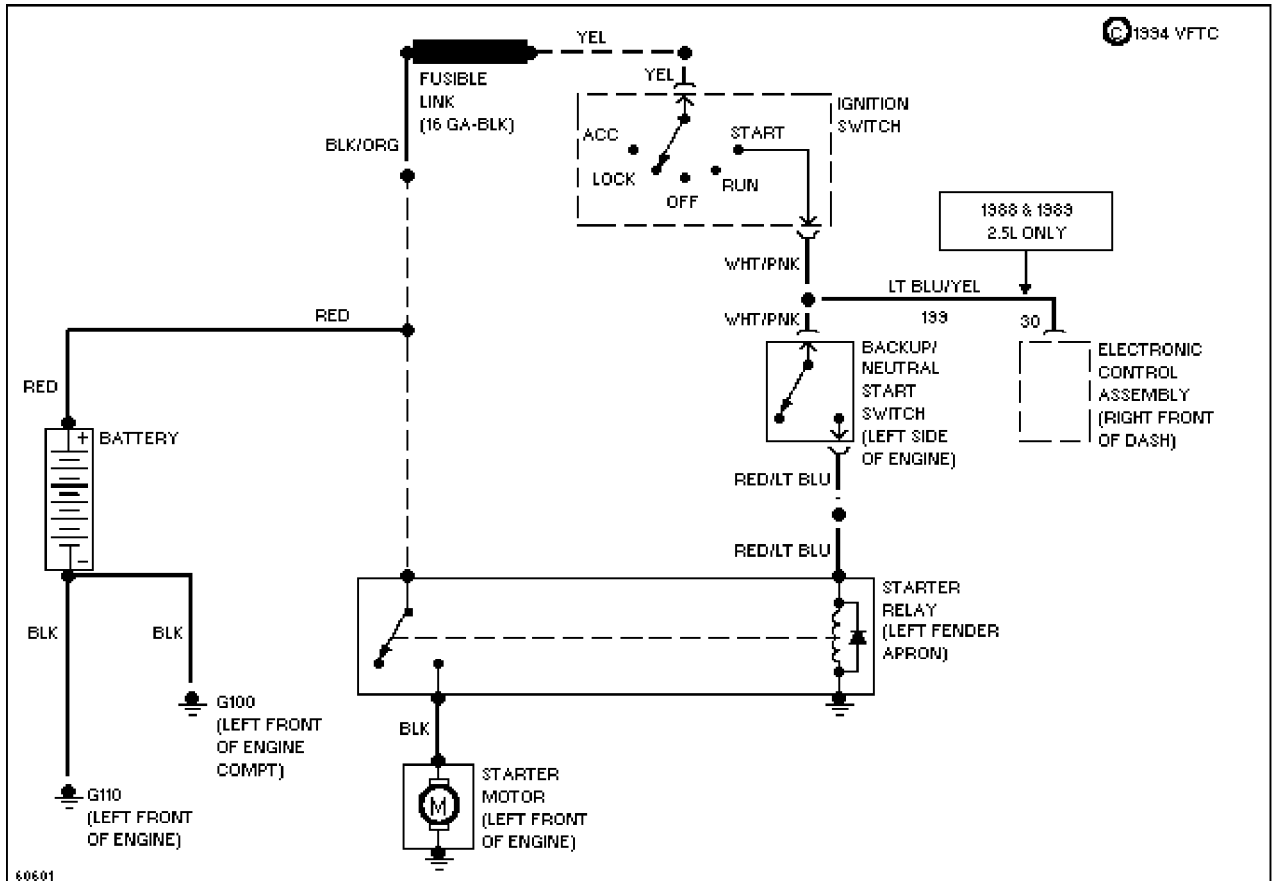 © 1994 VFTC
YEL
YEL
FUSIBLE
LINK
(16 GA-BLK)
BLK/ORG
IGNITION
SWITCH
ACC
LOCK
OFF
RUN
START
1988 & 1989
2.5L ONLY
WHT/PNK
LT BLU/YEL
199
30
WHT/PNK
RED
RED
BACKUP/
NEUTRAL
START
SWITCH
(LEFT SIDE
OF ENGINE)
ELECTRONIC
CONTROL
ASSEMBLY
(RIGHT FRONT
OF DASH)
+
BATTERY
-
RED/LT BLU
RED/LT BLU
BLK
BLK
STARTER
RELAY
(LEFT FENDER
APRON)
G100
(LEFT FRONT
OF ENGINE
COMPT)
BLK
G110
(LEFT FRONT
OF ENGINE)
M
STARTER
MOTOR
(LEFT FRONT
OF ENGINE)
60601